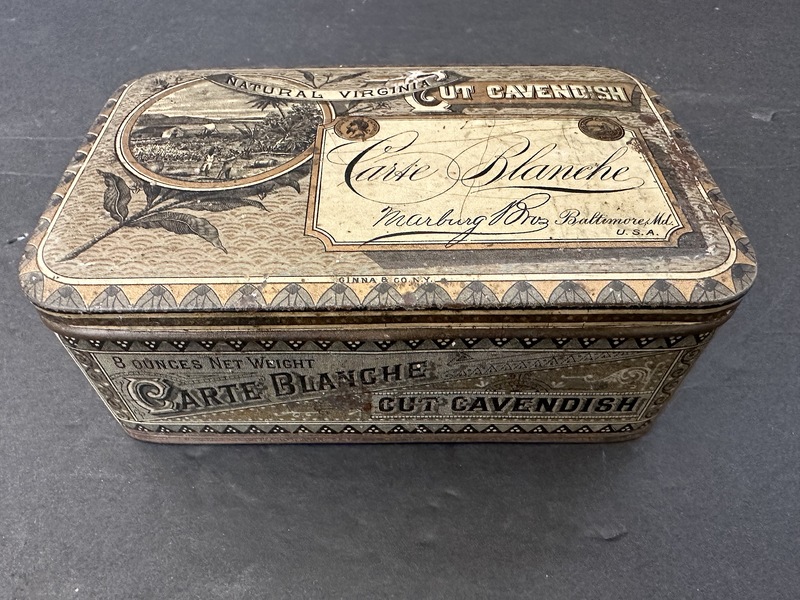 NATURAL VIRGINIA
CUT CAVENDISH
Carte Blanche
Marburg Bros Baltimore, Md.
U.S.A.
GINNA & CO. N.Y.
8 OUNCES NET WEIGHT
CARTE BLANCHE
CUT CAVENDISH